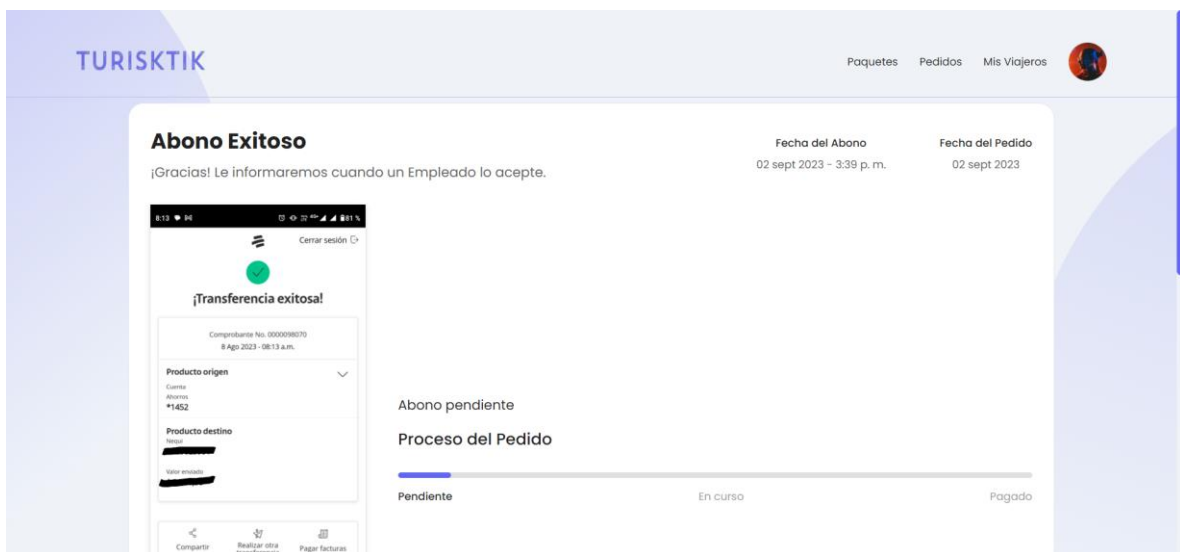 TURISKTIK
Paquetes Pedidos Mis Viajeros
Abono Exitoso
¡Gracias! Le informaremos cuando un Empleado lo acepte.
Fecha del Abono
02 sept 2023 - 3:39 p. m.
Fecha del Pedido
02 sept 2023
8:13
81 %
Cerrar sesión
¡Transferencia exitosa!
Comprobante No. 0000098070
8 Ago 2023 - 08:13 a.m.
Producto origen
Cuenta
Ahorros
*1452
Producto destino
Nequi
Valor enviado
Compartir
Realizar otra
transferencia
Pagar facturas
Abono pendiente
Proceso del Pedido
Pendiente En curso Pagado